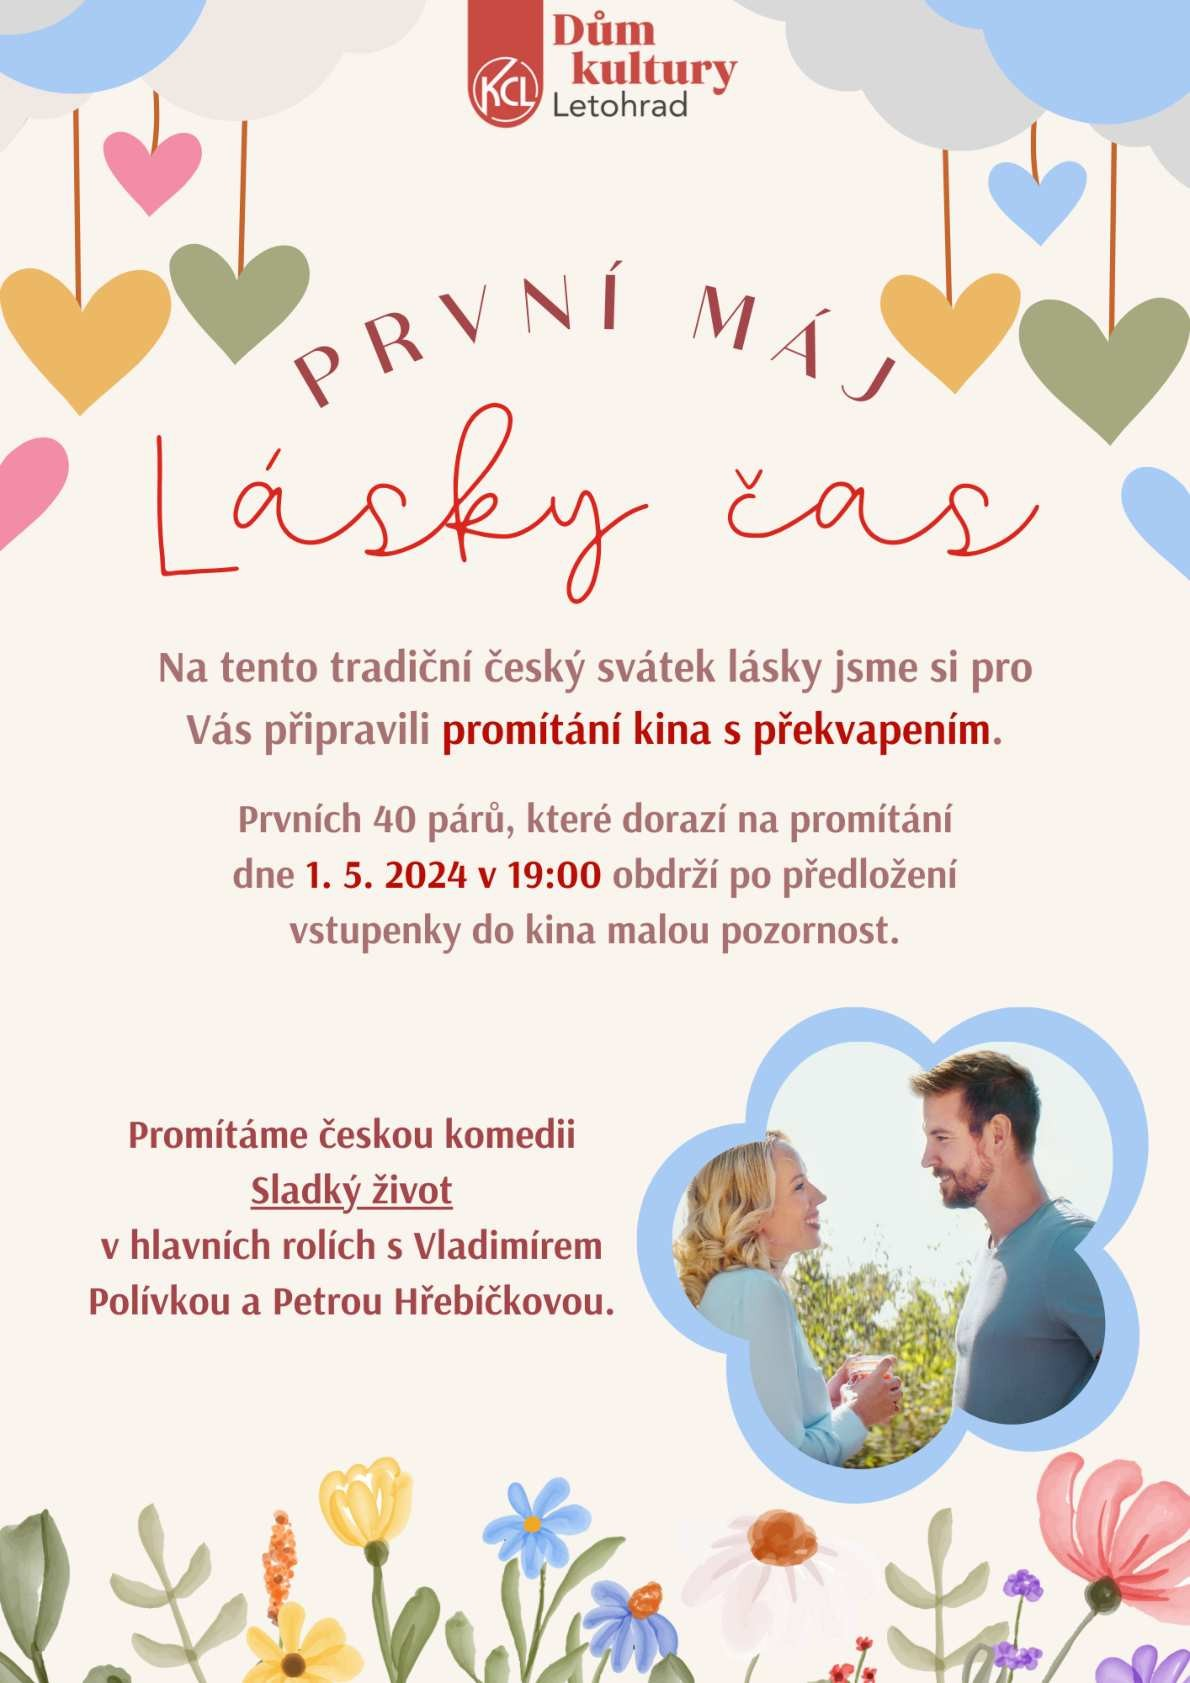 KCL
Dům
kultury
Letohrad
PRVNÍ MÁJ
Lásky čas
Na tento tradiční český svátek lásky jsme si pro
Vás připravili promítání kina s překvapením.
Prvních 40 párů, které dorazí na promítání
dne 1. 5. 2024 v 19:00 obdrží po předložení
vstupenky do kina malou pozornost.
Promítáme českou komedii
Sladký život
v hlavních rolích s Vladimírem
Polívkou a Petrou Hřebíčkovou.